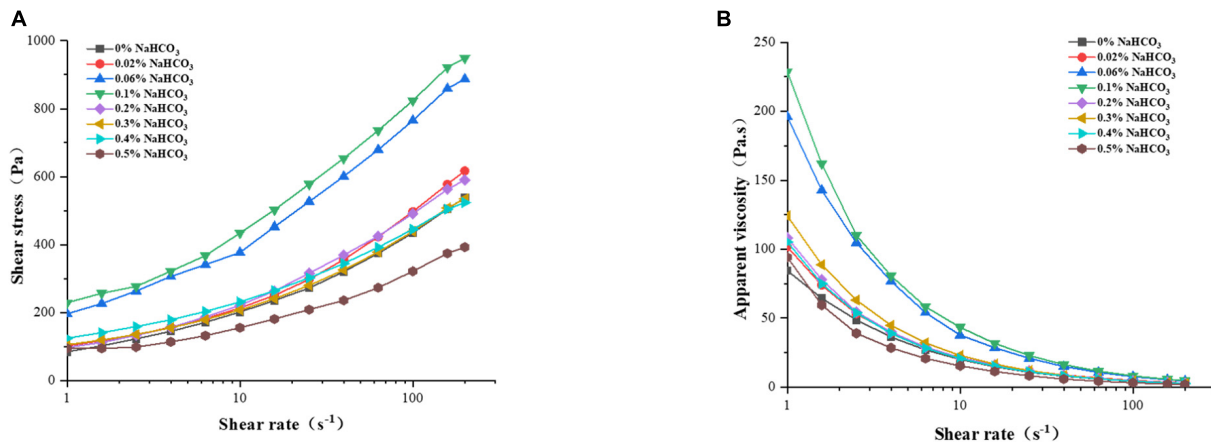 A
1000
800
600
400
200
0
1
10
100
Shear stress（Pa）
Shear rate（s-1）
0% NaHCO3
0.02% NaHCO3
0.06% NaHCO3
0.1% NaHCO3
0.2% NaHCO3
0.3% NaHCO3
0.4% NaHCO3
0.5% NaHCO3
B
250
200
150
100
50
0
1
10
100
Apparent viscosity（Pa.s）
Shear rate（s-1）
0% NaHCO3
0.02% NaHCO3
0.06% NaHCO3
0.1% NaHCO3
0.2% NaHCO3
0.3% NaHCO3
0.4% NaHCO3
0.5% NaHCO3